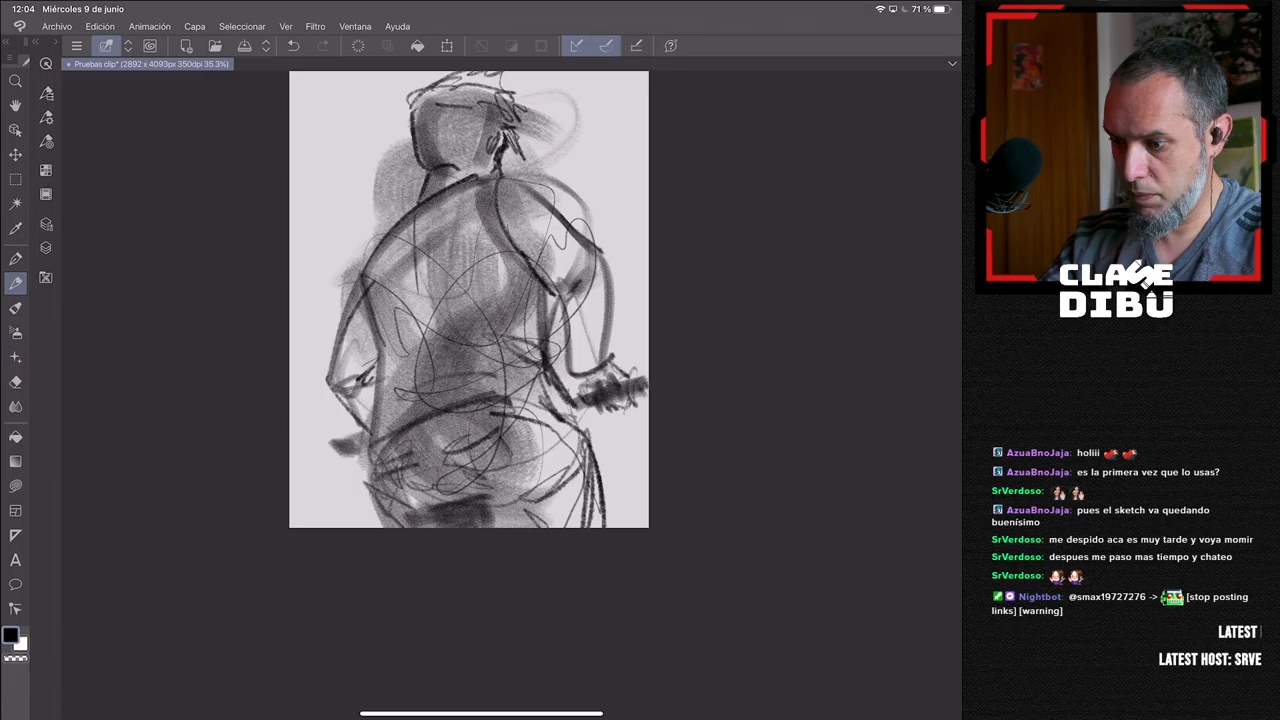 12:04 Miércoles 9 de junio
71 %
Archivo Edición Animación Capa Seleccionar Ver Filtro Ventana Ayuda
Pruebas clip* (2892 x 4093px 350dpi 35.3%)
CLASE
DIBU
AzuaBnoJaja: holiii
AzuaBnoJaja: es la primera vez que lo usas?
SrVerdoso:
AzuaBnoJaja: pues el sketch va quedando
buenísimo
SrVerdoso: me despido aca es muy tarde y voya momir
SrVerdoso: despues me paso mas tiempo y chateo
SrVerdoso:
Nightbot: @smax19727276 -> [stop posting
links] [warning]
LATEST
LATEST HOST: SRVE